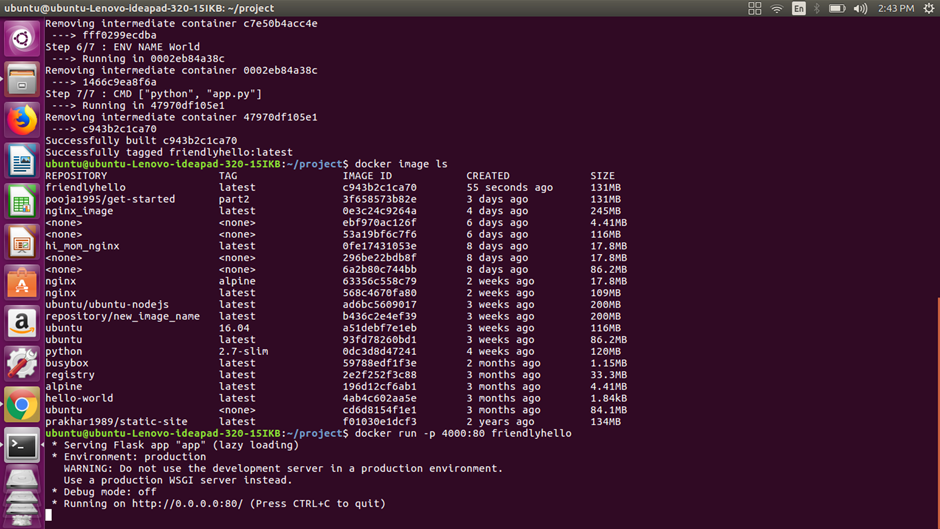 ubuntu@ubuntu-Lenovo-ideapad-320-15IKB: ~/project
En
2:43 PM
Removing intermediate container c7e50b4acc4e
---> fff0299ecdba
Step 6/7 : ENV NAME World
---> Running in 0002eb84a38c
Removing intermediate container 0002eb84a38c
---> 1466c9ea8f6a
Step 7/7 : CMD ["python", "app.py"]
---> Running in 47970df105e1
Removing intermediate container 47970df105e1
---> c943b2c1ca70
Successfully built c943b2c1ca70
Successfully tagged friendlyhello:latest
ubuntu@ubuntu-Lenovo-ideapad-320-15IKB:~/project$ docker image ls
REPOSITORY TAG IMAGE ID CREATED SIZE
friendlyhello latest c943b2c1ca70 55 seconds ago 131MB
pooja1995/get-started part2 3f658573b82e 3 days ago 131MB
nginx_image latest 0e3c24c9264a 4 days ago 245MB
<none> <none> ebf970ac126f 6 days ago 4.41MB
<none> <none> 53a19bf6c7f6 6 days ago 116MB
hi_mom_nginx latest 0fe17431053e 8 days ago 17.8MB
<none> <none> 296be22bdb8f 8 days ago 17.8MB
<none> <none> 6a2b80c744bb 8 days ago 86.2MB
nginx alpine 63356c558c79 2 weeks ago 17.8MB
nginx latest 568c4670fa80 2 weeks ago 109MB
ubuntu/ubuntu-nodejs latest ad6bc5609017 3 weeks ago 200MB
repository/new_image_name latest b436c2e4ef39 3 weeks ago 200MB
ubuntu 16.04 a51debf7e1eb 3 weeks ago 116MB
ubuntu latest 93fd78260bd1 3 weeks ago 86.2MB
python 2.7-slim 0dc3d8d47241 4 weeks ago 120MB
busybox latest 59788edf1f3e 2 months ago 1.15MB
registry latest 2e2f252f3c88 3 months ago 33.3MB
alpine latest 196d12cf6ab1 3 months ago 4.41MB
hello-world latest 4ab4c602aa5e 3 months ago 1.84kB
ubuntu <none> cd6d8154f1e1 3 months ago 84.1MB
prakhar1989/static-site latest f01030e1dcf3 2 years ago 134MB
ubuntu@ubuntu-Lenovo-ideapad-320-15IKB:~/project$ docker run -p 4000:80 friendlyhello
* Serving Flask app "app" (lazy loading)
* Environment: production
WARNING: Do not use the development server in a production environment.
Use a production WSGI server instead.
* Debug mode: off
* Running on http://0.0.0.0:80/ (Press CTRL+C to quit)